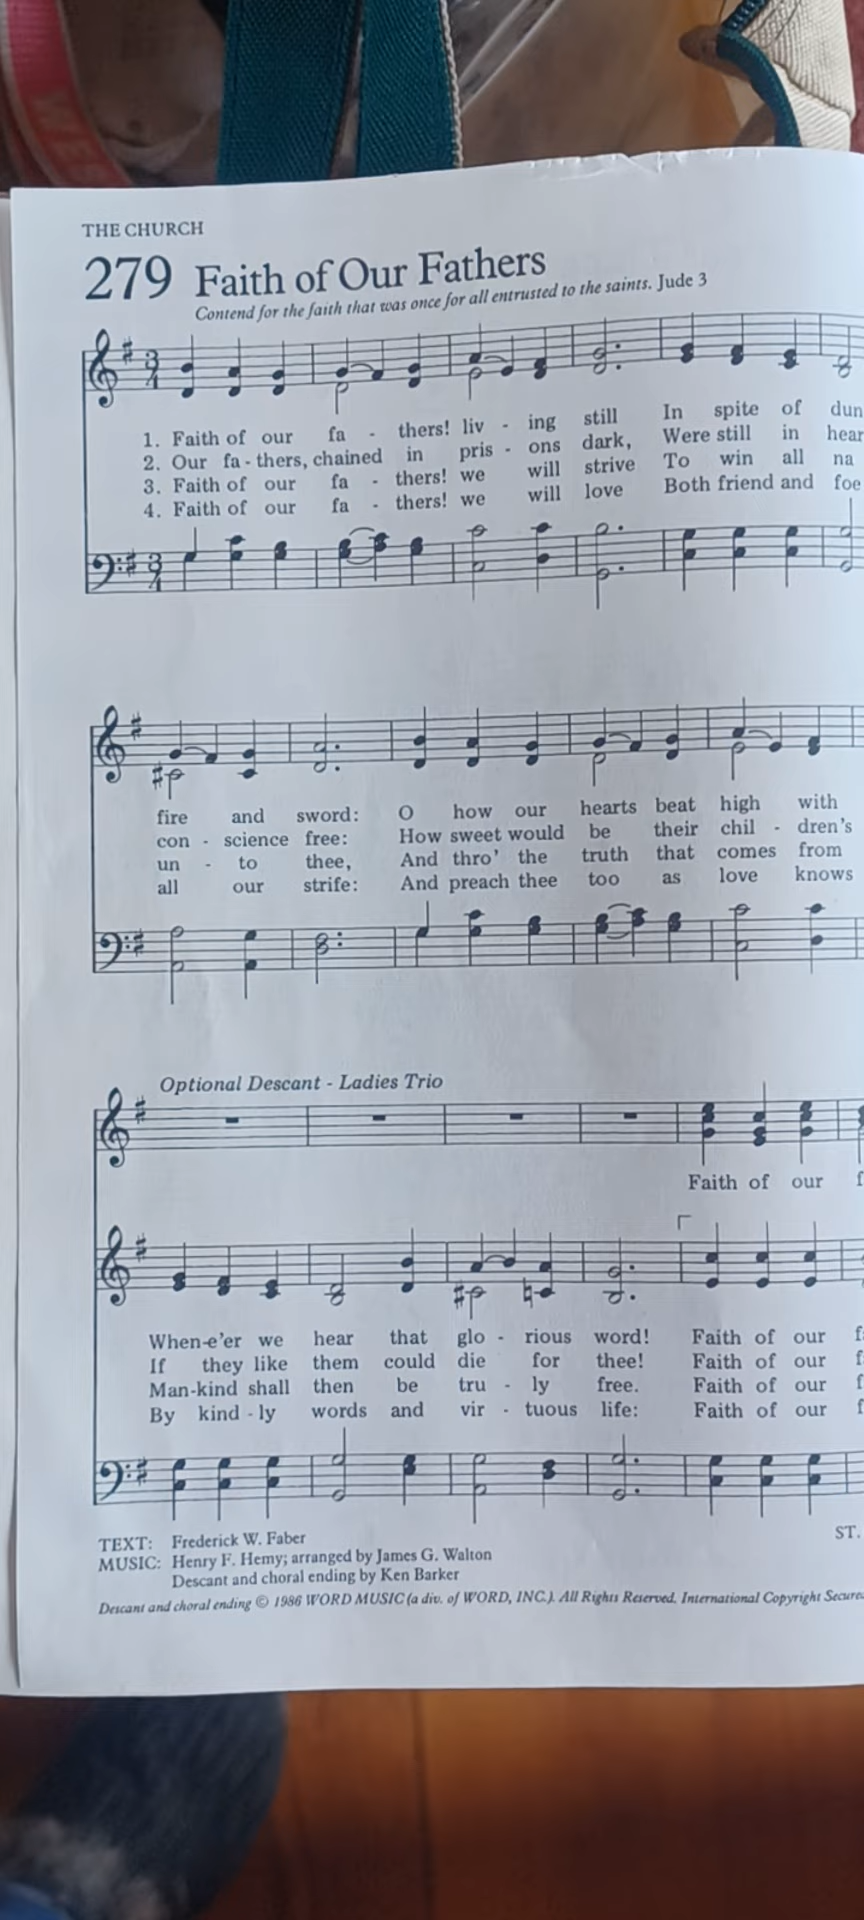 THE CHURCH
279 Faith of Our Fathers
Contend for the faith that was once for all entrusted to the saints. Jude 3
1. Faith of our fa - thers! liv - ing still In spite of dun
2. Our fa - thers, chained in pris - ons dark, Were still in hear
3. Faith of our fa - thers! we will strive To win all na
4. Faith of our fa - thers! we will love Both friend and foe
fire and sword: O how our hearts beat high with
con - science free: How sweet would be their chil - dren's
un - to thee, And thro' the truth that comes from
all our strife: And preach thee too as love knows
Optional Descant - Ladies Trio
Faith of our f
When-e'er we hear that glo - rious word! Faith of our f
If they like them could die for thee! Faith of our f
Man-kind shall then be tru - ly free. Faith of our f
By kind - ly words and vir - tuous life: Faith of our f
TEXT: Frederick W. Faber
ST.
MUSIC: Henry F. Hemy; arranged by James G. Walton
Descant and choral ending by Ken Barker
Descant and choral ending © 1986 WORD MUSIC (a div. of WORD, INC.). All Rights Reserved. International Copyright Secure